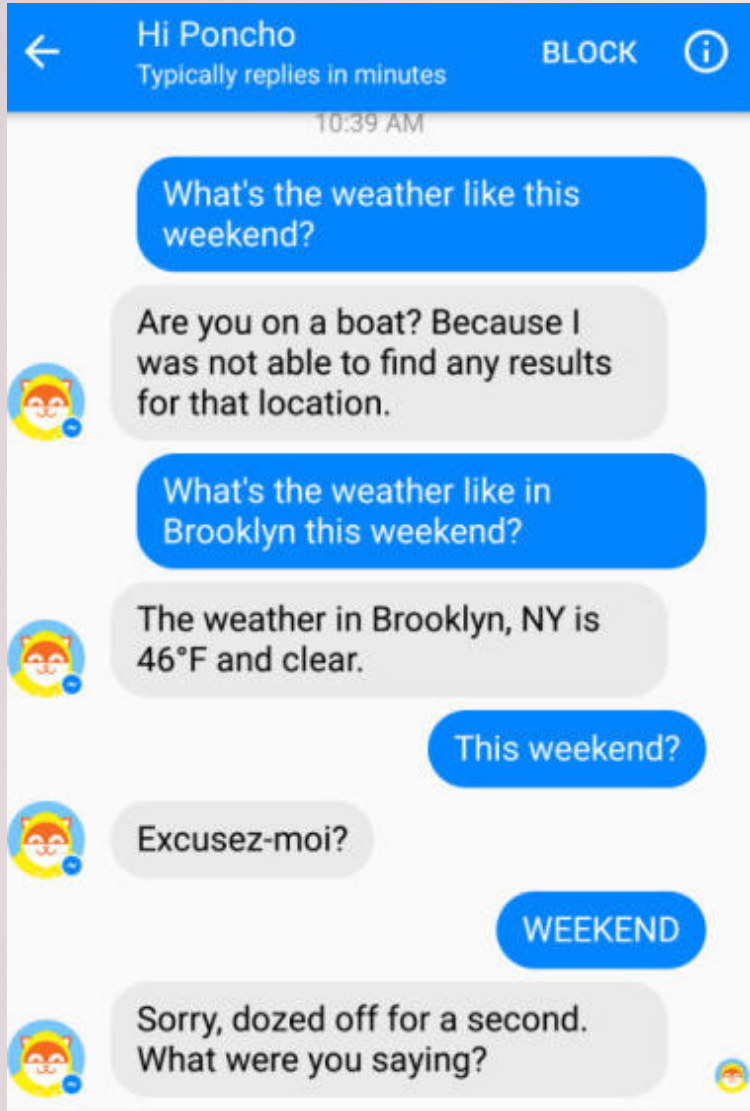 Hi Poncho
BLOCK
Typically replies in minutes
10:39 AM
What's the weather like this
weekend?
Are you on a boat? Because I
was not able to find any results
for that location.
What's the weather like in
Brooklyn this weekend?
The weather in Brooklyn, NY is
46°F and clear.
This weekend?
Excusez-moi?
WEEKEND
Sorry, dozed off for a second.
What were you saying?